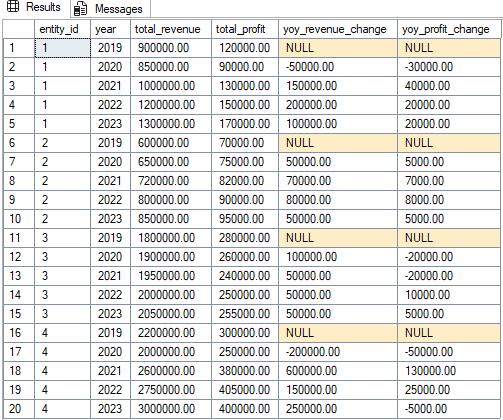 Results Messages
entity_id year total_revenue total_profit yoy_revenue_change yoy_profit_change
1 1 2019 900000.00 120000.00 NULL NULL
2 1 2020 850000.00 90000.00 -50000.00 -30000.00
3 1 2021 1000000.00 130000.00 150000.00 40000.00
4 1 2022 1200000.00 150000.00 200000.00 20000.00
5 1 2023 1300000.00 170000.00 100000.00 20000.00
6 2 2019 600000.00 70000.00 NULL NULL
7 2 2020 650000.00 75000.00 50000.00 5000.00
8 2 2021 720000.00 82000.00 70000.00 7000.00
9 2 2022 800000.00 90000.00 80000.00 8000.00
10 2 2023 850000.00 95000.00 50000.00 5000.00
11 3 2019 1800000.00 280000.00 NULL NULL
12 3 2020 1900000.00 260000.00 100000.00 -20000.00
13 3 2021 1950000.00 240000.00 50000.00 -20000.00
14 3 2022 2000000.00 250000.00 50000.00 10000.00
15 3 2023 2050000.00 255000.00 50000.00 5000.00
16 4 2019 2200000.00 300000.00 NULL NULL
17 4 2020 2000000.00 250000.00 -200000.00 -50000.00
18 4 2021 2600000.00 380000.00 600000.00 130000.00
19 4 2022 2750000.00 405000.00 150000.00 25000.00
20 4 2023 3000000.00 400000.00 250000.00 -5000.00